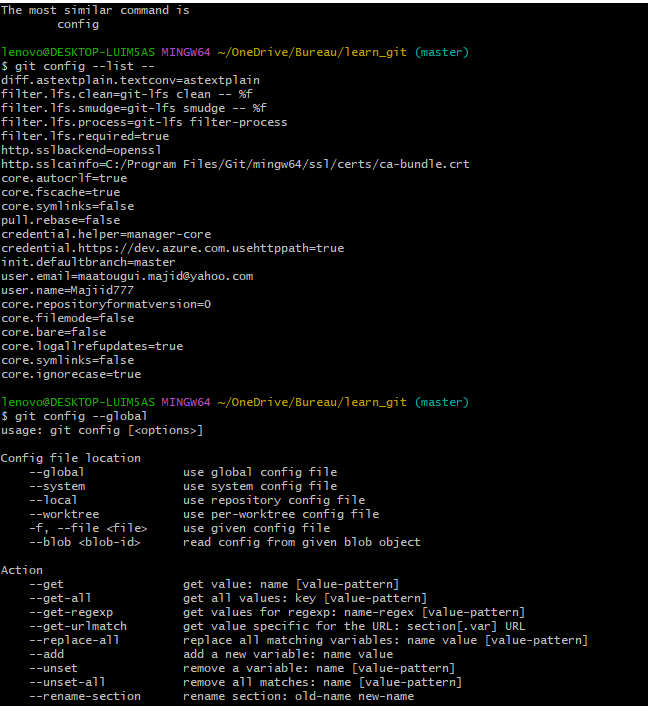 The most similar command is
        config

lenovo@DESKTOP-LUIM5AS MINGW64 ~/OneDrive/Bureau/learn_git (master)
$ git config --list --
diff.astextplain.textconv=astextplain
filter.lfs.clean=git-lfs clean -- %f
filter.lfs.smudge=git-lfs smudge -- %f
filter.lfs.process=git-lfs filter-process
filter.lfs.required=true
http.sslbackend=openssl
http.sslcainfo=C:/Program Files/Git/mingw64/ssl/certs/ca-bundle.crt
core.autocrlf=true
core.fscache=true
core.symlinks=false
pull.rebase=false
credential.helper=manager-core
credential.https://dev.azure.com.usehttppath=true
init.defaultbranch=master
user.email=maatougui.majid@yahoo.com
user.name=Majiid777
core.repositoryformatversion=0
core.filemode=false
core.bare=false
core.logallrefupdates=true
core.symlinks=false
core.ignorecase=true

lenovo@DESKTOP-LUIM5AS MINGW64 ~/OneDrive/Bureau/learn_git (master)
$ git config --global
usage: git config [<options>]

Config file location
    --global              use global config file
    --system              use system config file
    --local               use repository config file
    --worktree            use per-worktree config file
    -f, --file <file>     use given config file
    --blob <blob-id>      read config from given blob object

Action
    --get                 get value: name [value-pattern]
    --get-all             get all values: key [value-pattern]
    --get-regexp          get values for regexp: name-regex [value-pattern]
    --get-urlmatch        get value specific for the URL: section[.var] URL
    --replace-all         replace all matching variables: name value [value-pattern]
    --add                 add a new variable: name value
    --unset               remove a variable: name [value-pattern]
    --unset-all           remove all matches: name [value-pattern]
    --rename-section      rename section: old-name new-name